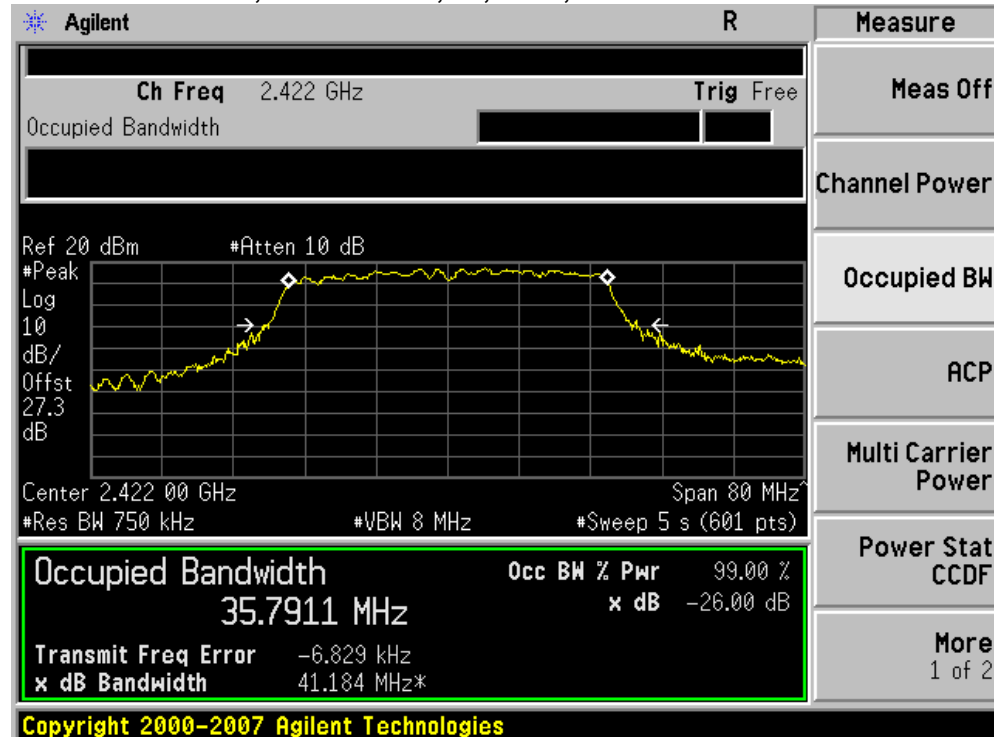 Agilent R Measure
Ch Freq 2.422 GHz Trig Free
Occupied Bandwidth
Ref 20 dBm #Atten 10 dB
#Peak
Log
10
dB/
Offst
27.3
dB
Center 2.422 00 GHz Span 80 MHz^
#Res BW 750 kHz #VBW 8 MHz #Sweep 5 s (601 pts)
Occupied Bandwidth Occ BW % Pwr 99.00 %
35.7911 MHz x dB -26.00 dB
Transmit Freq Error -6.829 kHz
x dB Bandwidth 41.184 MHz*
Meas Off
Channel Power
Occupied BW
ACP
Multi Carrier
Power
Power Stat
CCDF
More
1 of 2
Copyright 2000-2007 Agilent Technologies